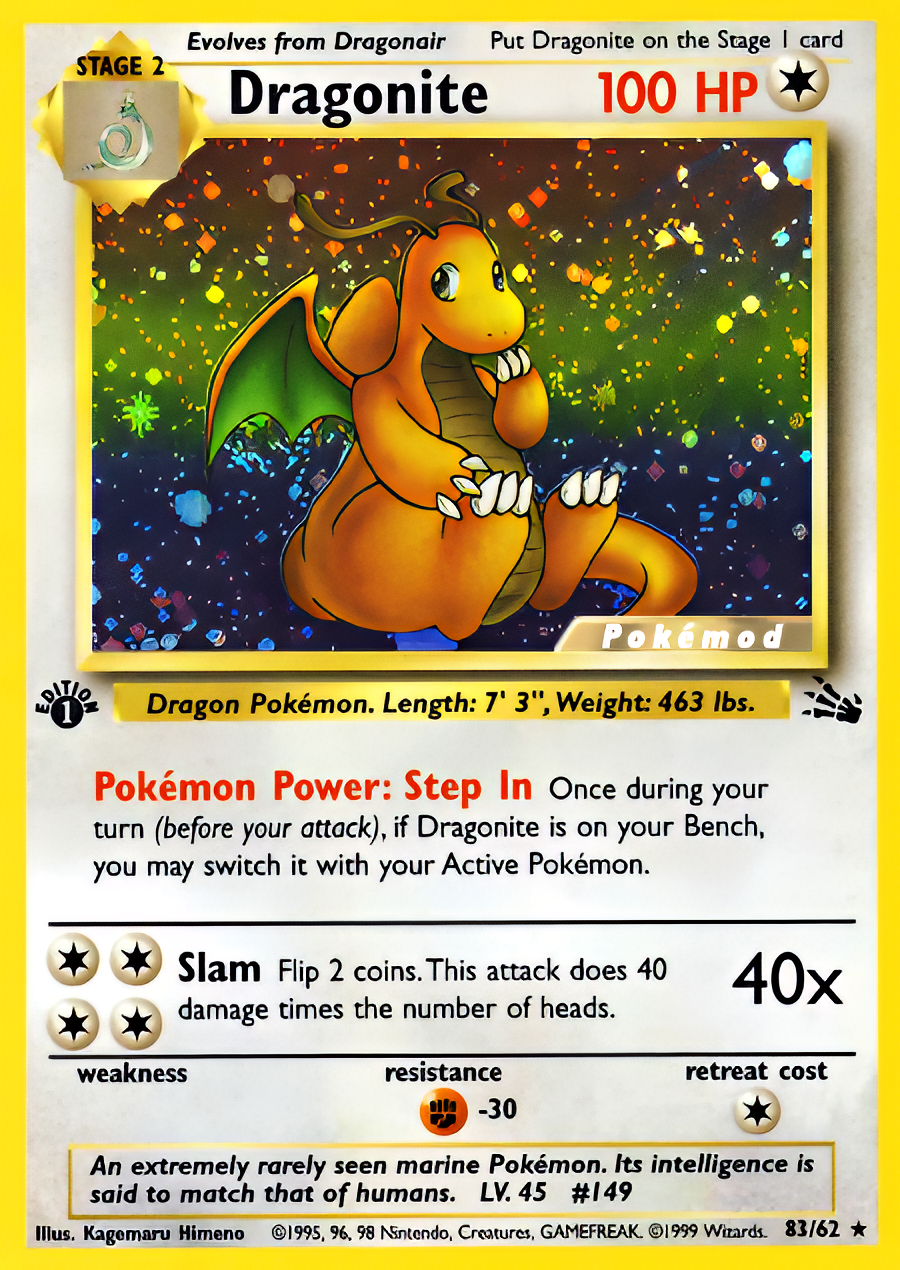 Evolves from Dragonair Put Dragonite on the Stage 1 card
STAGE 2
Dragonite 100 HP
Pokémod
EDITION
1
Dragon Pokémon. Length: 7' 3", Weight: 463 lbs.
Pokémon Power: Step In Once during your
turn (before your attack), if Dragonite is on your Bench,
you may switch it with your Active Pokémon.
Slam Flip 2 coins. This attack does 40
damage times the number of heads.
40x
weakness resistance retreat cost
-30
An extremely rarely seen marine Pokémon. Its intelligence is
said to match that of humans. LV. 45 #149
Illus. Kagemaru Himeno ©1995, 96, 98 Nintendo, Creatures, GAMEFREAK. ©1999 Wizards. 83/62